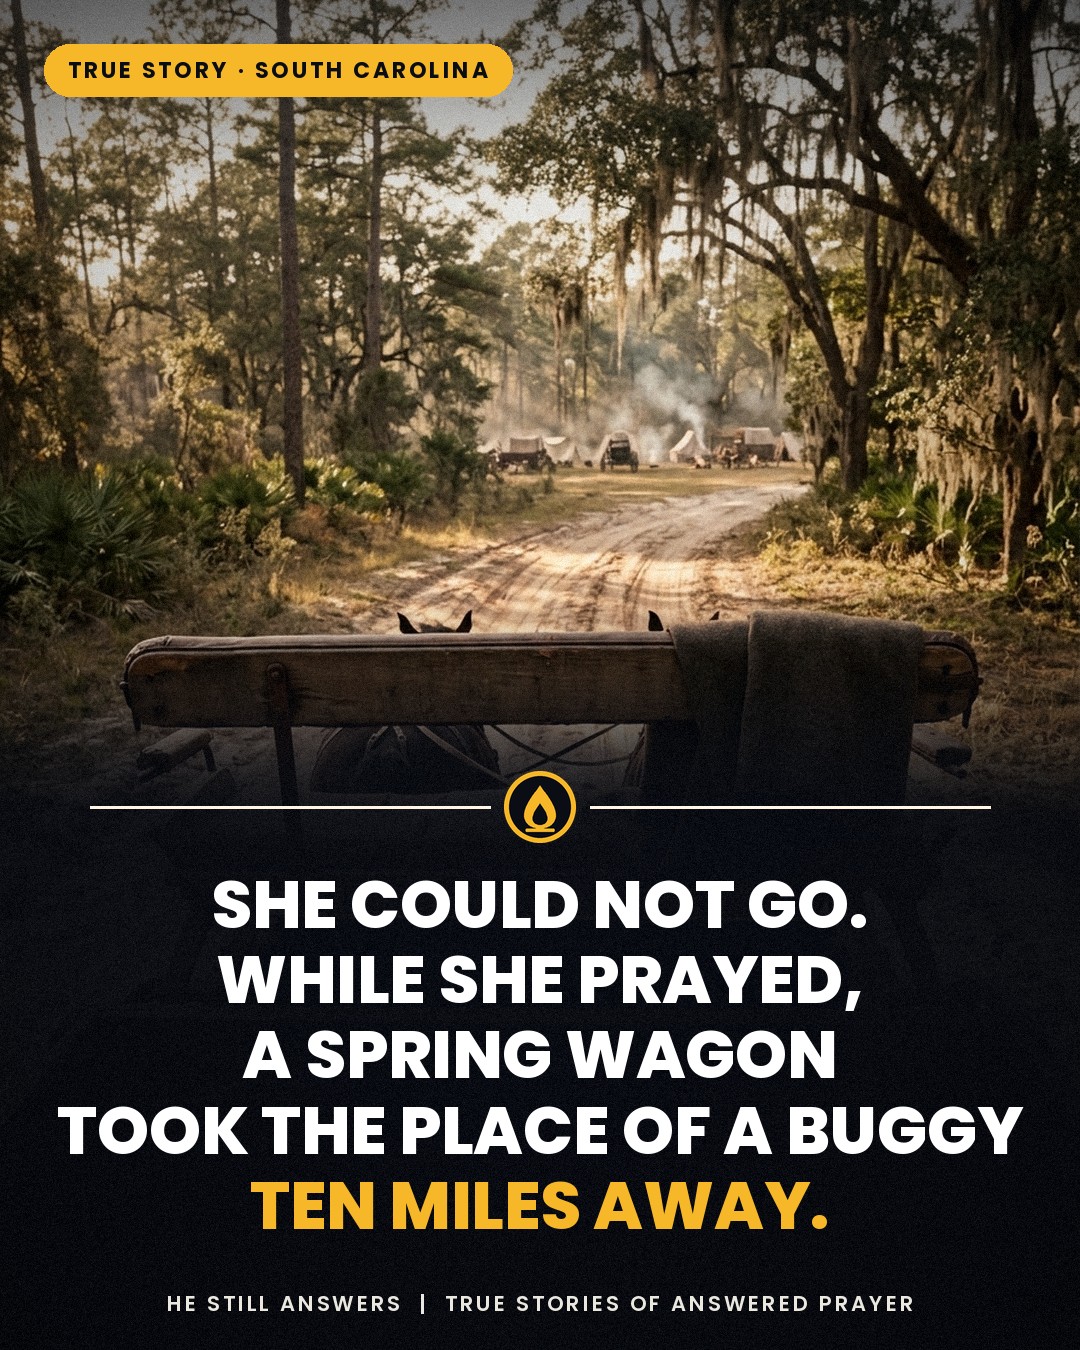 TRUE STORY · SOUTH CAROLINA
SHE COULD NOT GO.
WHILE SHE PRAYED,
A SPRING WAGON
TOOK THE PLACE OF A BUGGY
TEN MILES AWAY.
HE STILL ANSWERS | TRUE STORIES OF ANSWERED PRAYER